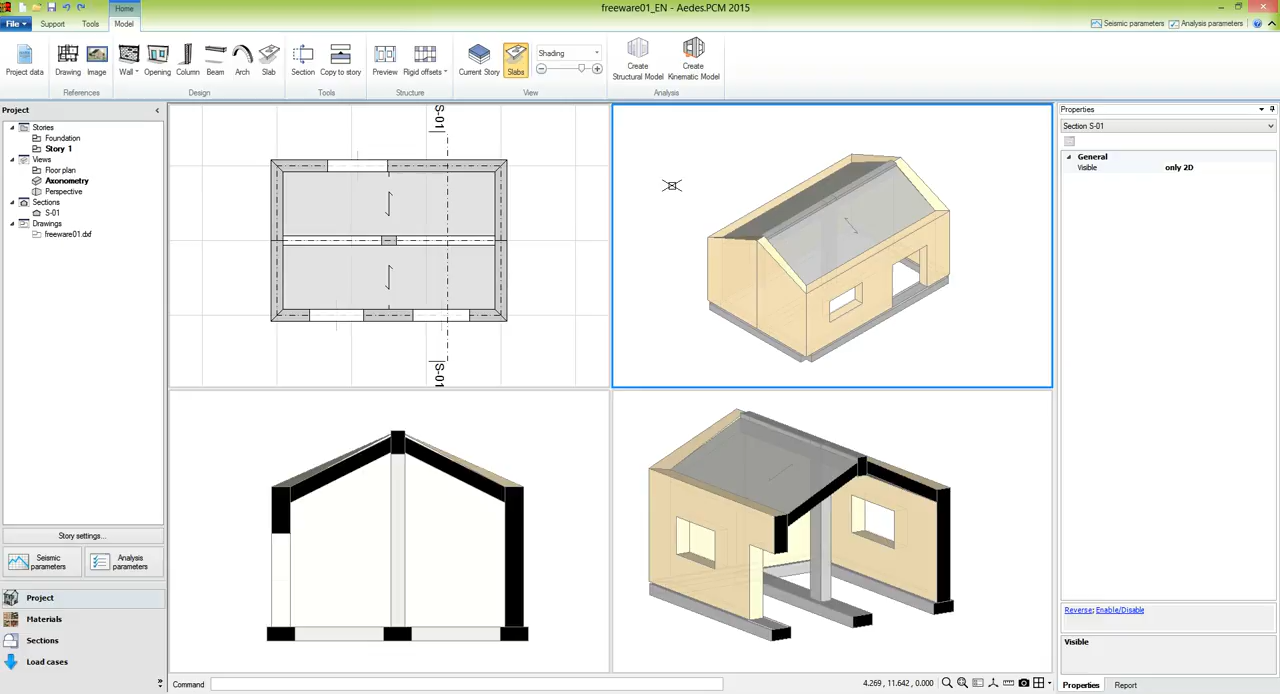 freeware01_EN - Aedes.PCM 2015
Home
File
Support
Tools
Model
Seismic parameters
Analysis parameters
Project data
Drawing
Image
Wall
Opening
Column
Beam
Arch
Slab
Section
Copy to story
Preview
Rigid offsets
Current Story
Slabs
Shading
Create Structural Model
Create Kinematic Model
References
Design
Tools
Structure
View
Analysis
Project
Stories
Foundation
Story 1
Views
Floor plan
Axonometry
Perspective
Sections
S-01
Drawings
freeware01.dxf
Story settings...
Seismic parameters
Analysis parameters
Project
Materials
Sections
Load cases
S-01
S-01
Properties
Section S-01
General
Visible only 2D
Reverse; Enable/Disable
Visible
Command
4.269 , 11.642 , 0.000
Properties Report